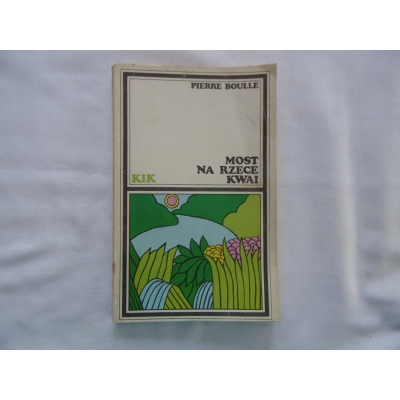 PIERRE BOULLE
MOST
NA RZECE
KWAI
KIK